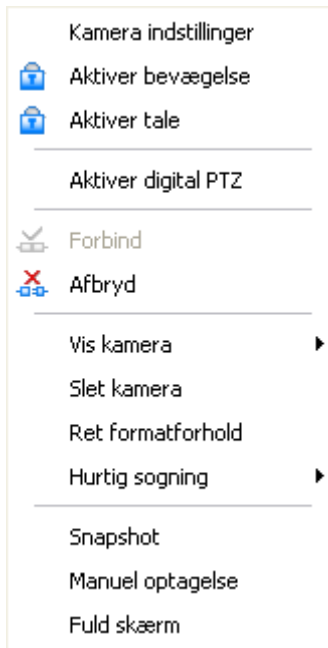 Kamera indstillinger
Aktiver bevægelse
Aktiver tale
Aktiver digital PTZ
Forbind
Afbryd
Vis kamera
Slet kamera
Ret formatforhold
Hurtig sogning
Snapshot
Manuel optagelse
Fuld skærm